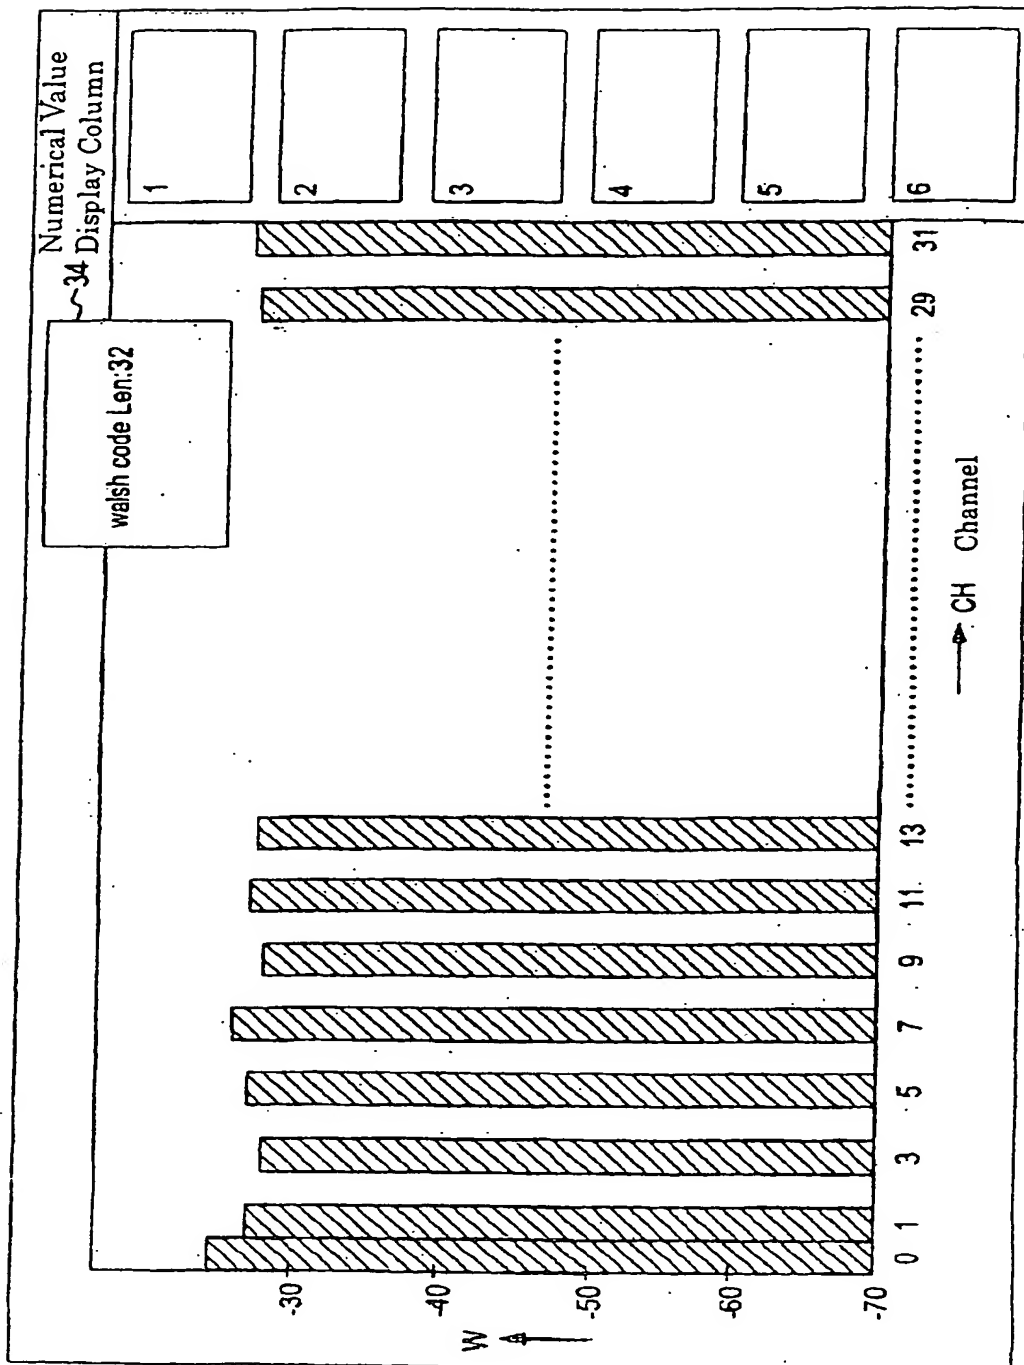 Numerical Value
34 Display Column
walsh code Len:32
1
2
3
4
5
6
W
-30
-40
-50
-60
-70
0 1 3 5 7 9 11 13 29 31
CH Channel